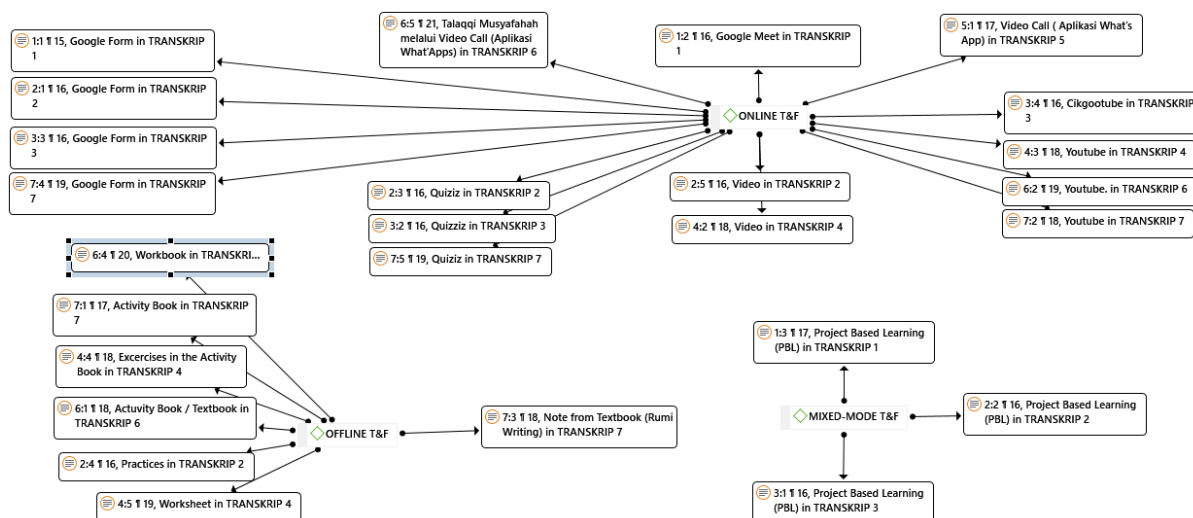 1:1 ¶ 15, Google Form in TRANSKRIP
1
2:1 ¶ 16, Google Form in TRANSKRIP
2
3:3 ¶ 16, Google Form in TRANSKRIP
3
7:4 ¶ 19, Google Form in TRANSKRIP
7
6:5 ¶ 21, Talaqqi Musyafahah
melalui Video Call (Aplikasi
What'Apps) in TRANSKRIP 6
1:2 ¶ 16, Google Meet in TRANSKRIP
1
5:1 ¶ 17, Video Call ( Aplikasi What's
App) in TRANSKRIP 5
ONLINE T&F
3:4 ¶ 16, Cikgootube in TRANSKRIP
3
4:3 ¶ 18, Youtube in TRANSKRIP 4
6:2 ¶ 19, Youtube. in TRANSKRIP 6
7:2 ¶ 18, Youtube in TRANSKRIP 7
2:3 ¶ 16, Quiziz in TRANSKRIP 2
3:2 ¶ 16, Quizziz in TRANSKRIP 3
7:5 ¶ 19, Quiziz in TRANSKRIP 7
2:5 ¶ 16, Video in TRANSKRIP 2
4:2 ¶ 18, Video in TRANSKRIP 4
6:4 ¶ 20, Workbook in TRANSKRI...
7:1 ¶ 17, Activity Book in TRANSKRIP
7
4:4 ¶ 18, Excercises in the Activity
Book in TRANSKRIP 4
6:1 ¶ 18, Actuvity Book / Textbook in
TRANSKRIP 6
2:4 ¶ 16, Practices in TRANSKRIP 2
4:5 ¶ 19, Worksheet in TRANSKRIP 4
OFFLINE T&F
7:3 ¶ 18, Note from Textbook (Rumi
Writing) in TRANSKRIP 7
1:3 ¶ 17, Project Based Learning
(PBL) in TRANSKRIP 1
MIXED-MODE T&F
2:2 ¶ 16, Project Based Learning
(PBL) in TRANSKRIP 2
3:1 ¶ 16, Project Based Learning
(PBL) in TRANSKRIP 3